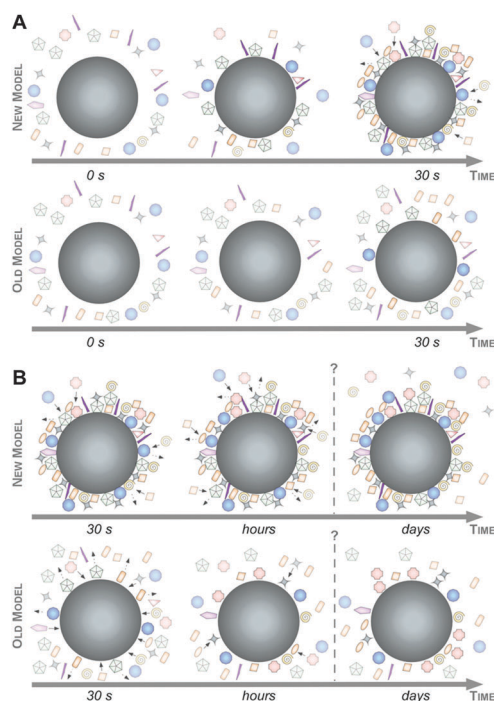 A
NEW MODEL
0 s
30 s
TIME
OLD MODEL
0 s
30 s
TIME
B
?
NEW MODEL
30 s
hours
days
TIME
?
OLD MODEL
30 s
hours
days
TIME